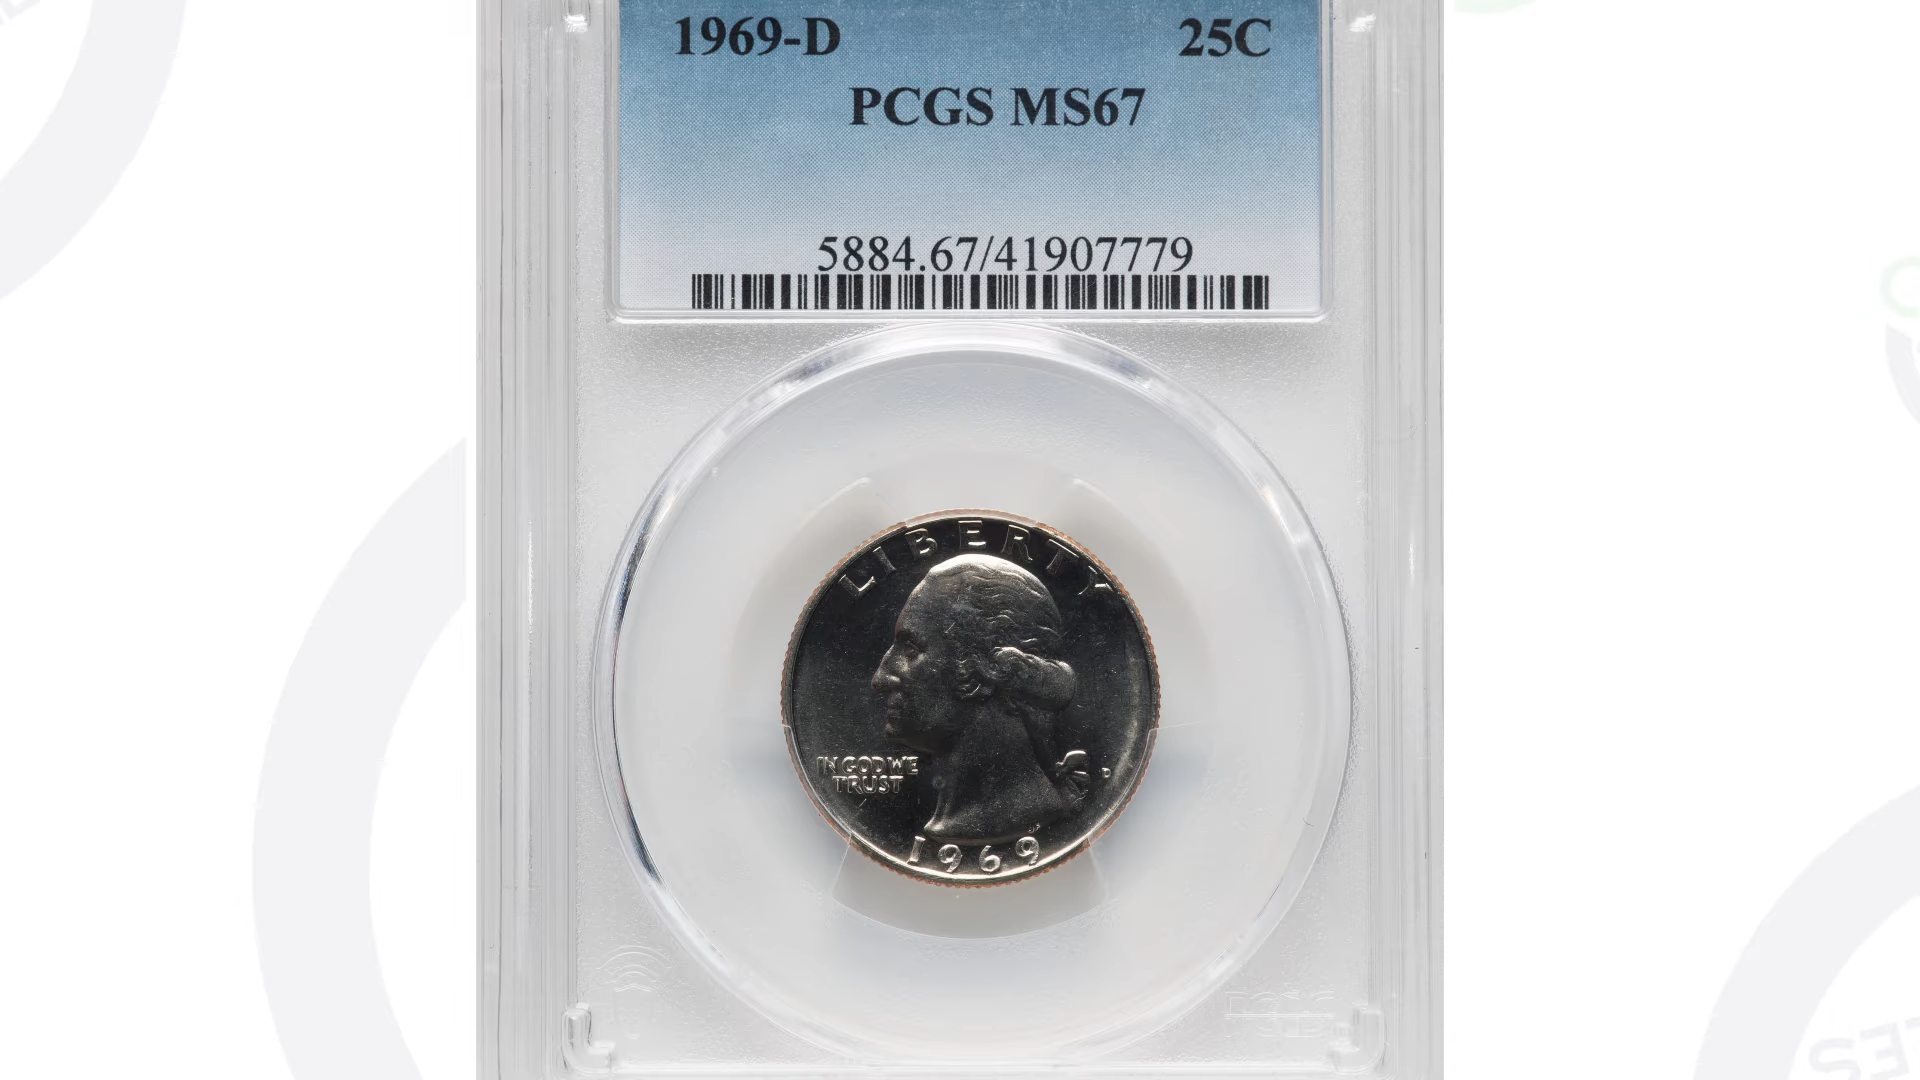 1969-D 25C
PCGS MS67
5884.67/41907779
LIBERTY
IN GOD WE
TRUST
D
1969